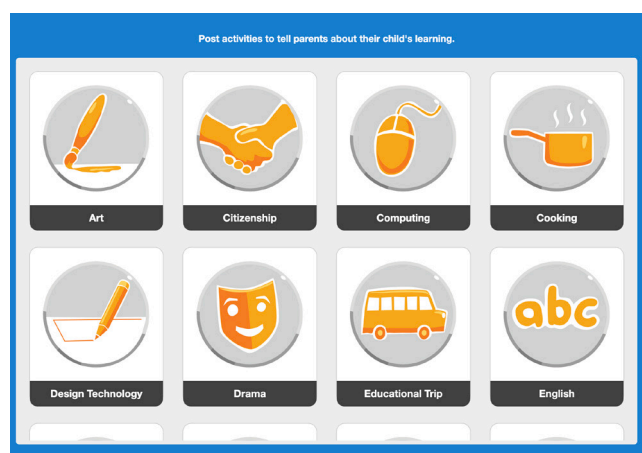 Post activities to tell parents about their child's learning.
Art
Citizenship
Computing
Cooking
abc
Design Technology
Drama
Educational Trip
English